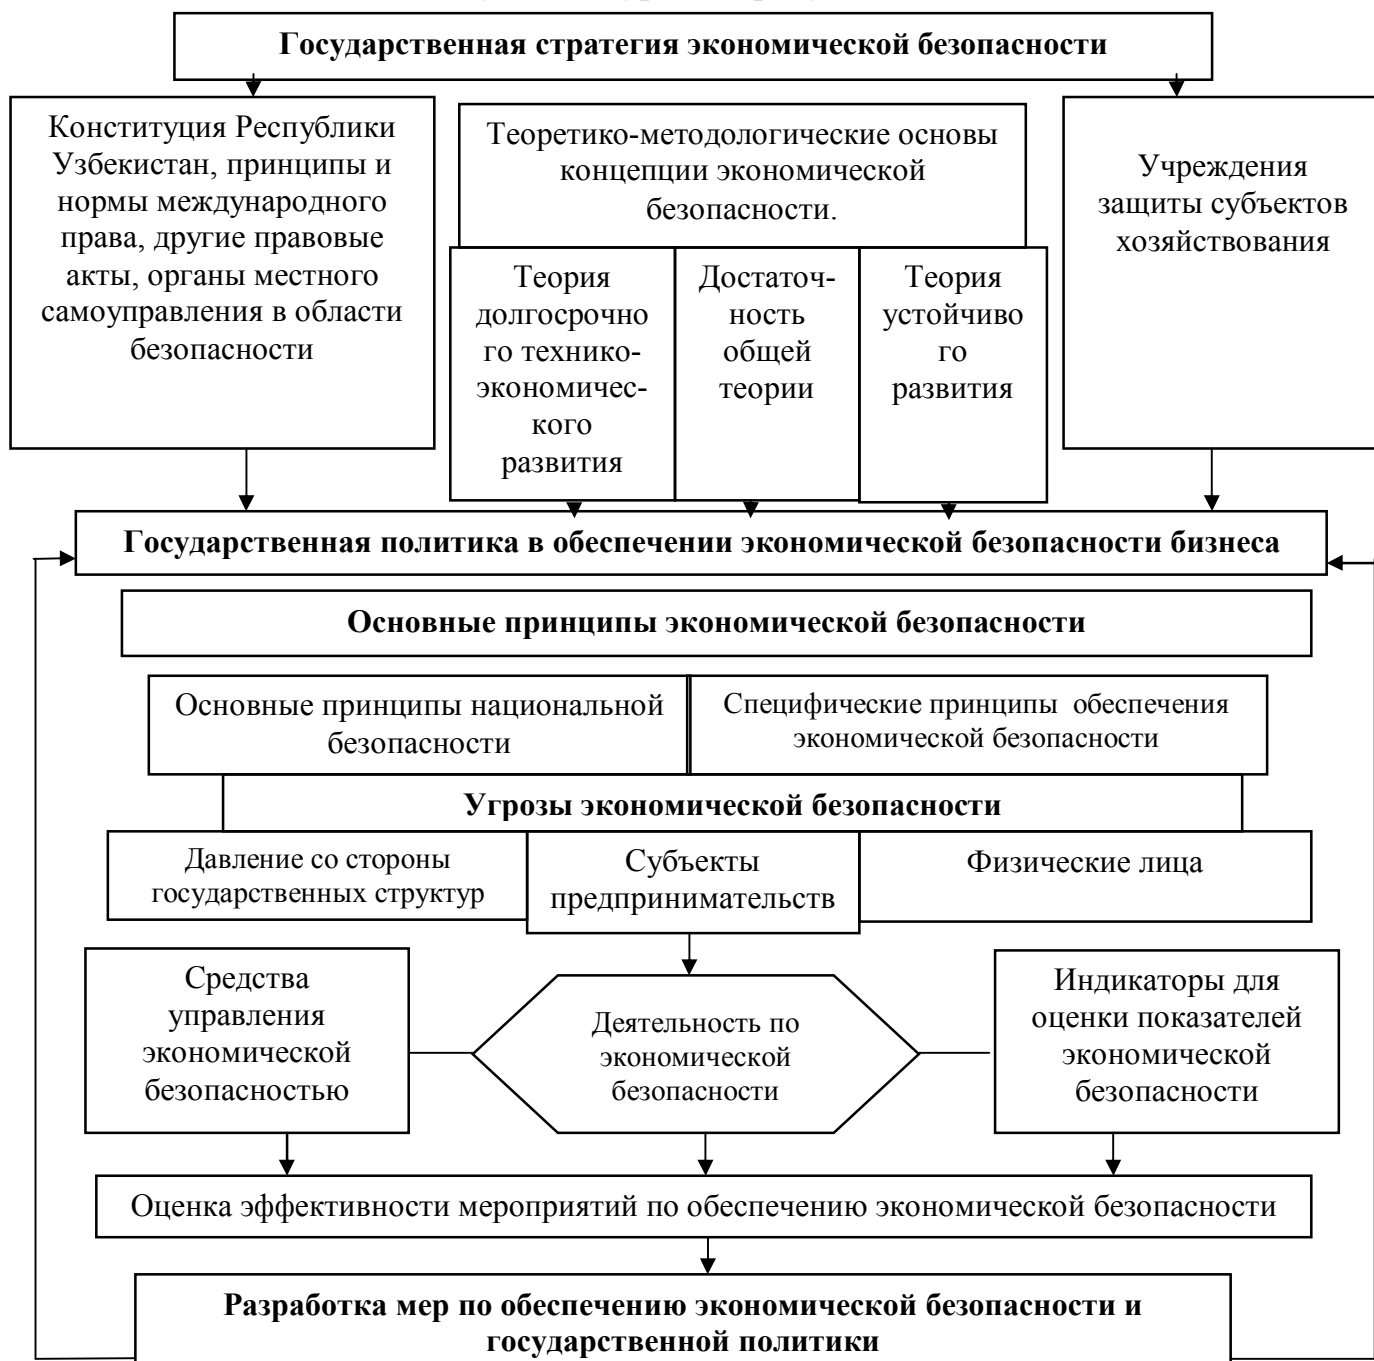 Государственная стратегия экономической безопасности
Конституция Республики
Узбекистан, принципы и
нормы международного
права, другие правовые
акты, органы местного
самоуправления в области
безопасности
Теоретико-методологические основы
концепции экономической
безопасности.
Теория
долгосрочно
го технико-
экономичес-
кого
развития
Достаточ-
ность
общей
теории
Теория
устойчиво
го
развития
Учреждения
защиты субъектов
хозяйствования
Государственная политика в обеспечении экономической безопасности бизнеса
Основные принципы экономической безопасности
Основные принципы национальной
безопасности
Специфические принципы обеспечения
экономической безопасности
Угрозы экономической безопасности
Давление со стороны
государственных структур
Субъекты
предпринимательств
Физические лица
Средства
управления
экономической
безопасностью
Деятельность по
экономической
безопасности
Индикаторы для
оценки показателей
экономической
безопасности
Оценка эффективности мероприятий по обеспечению экономической безопасности
Разработка мер по обеспечению экономической безопасности и
государственной политики